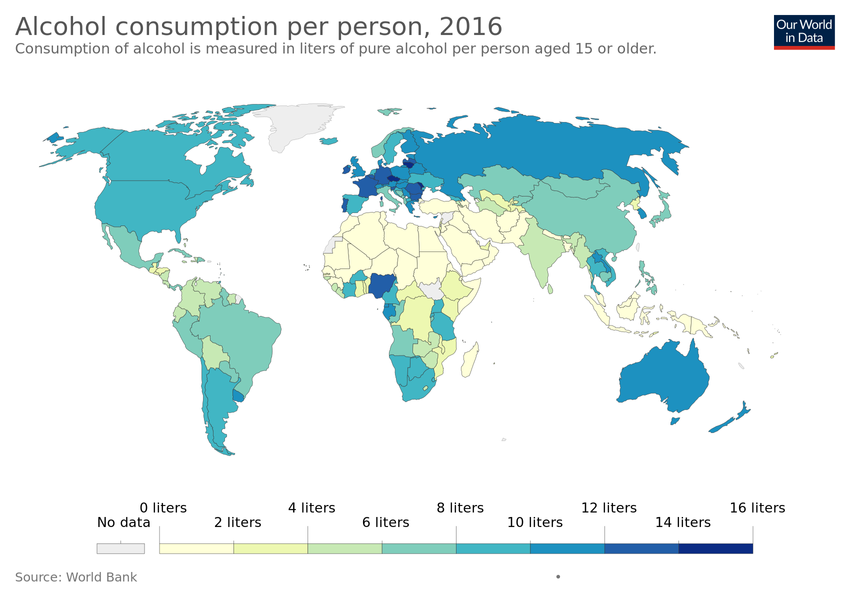 Alcohol consumption per person, 2016
Consumption of alcohol is measured in liters of pure alcohol per person aged 15 or older.
Our World
in Data
0 liters 4 liters 8 liters 12 liters 16 liters
No data 2 liters 6 liters 10 liters 14 liters
Source: World Bank